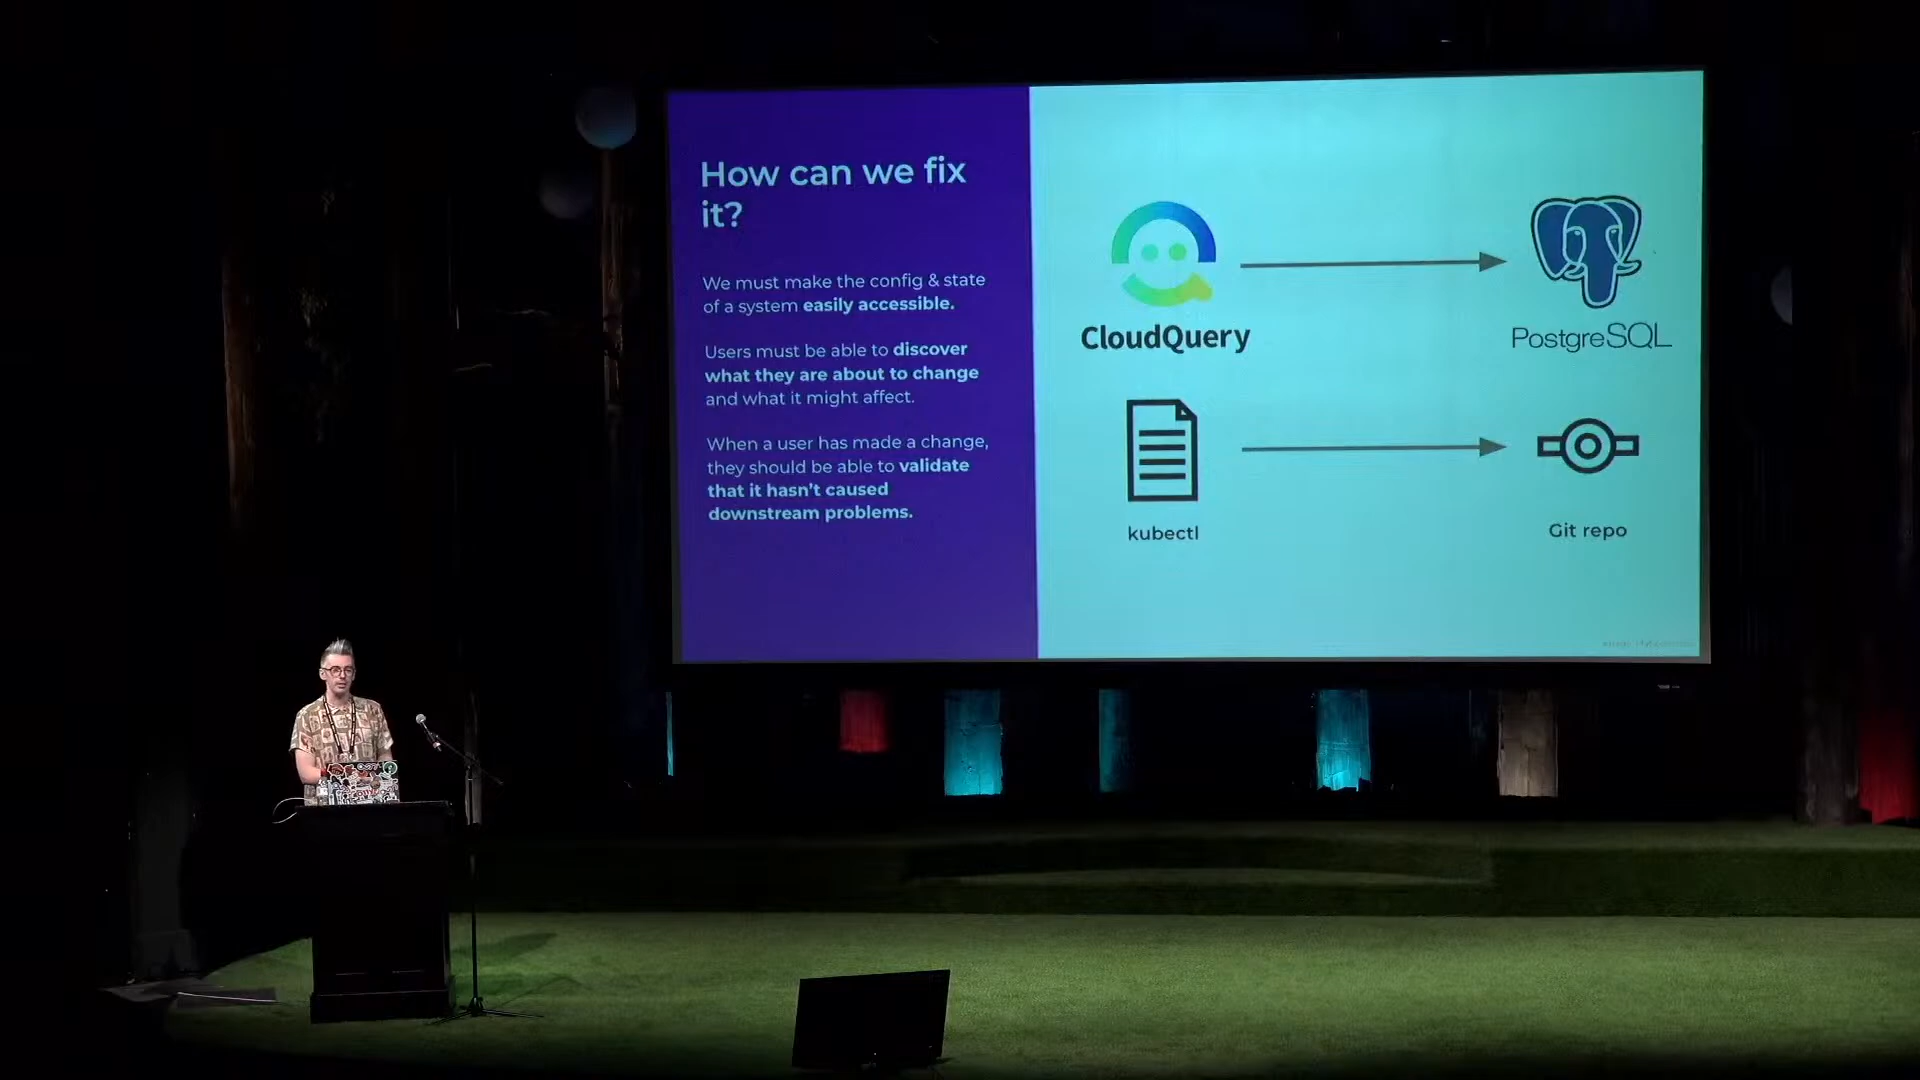 How can we fix
it?
We must make the config & state
of a system easily accessible.
Users must be able to discover
what they are about to change
and what it might affect.
When a user has made a change,
they should be able to validate
that it hasn't caused
downstream problems.
CloudQuery
PostgreSQL
kubectl
Git repo